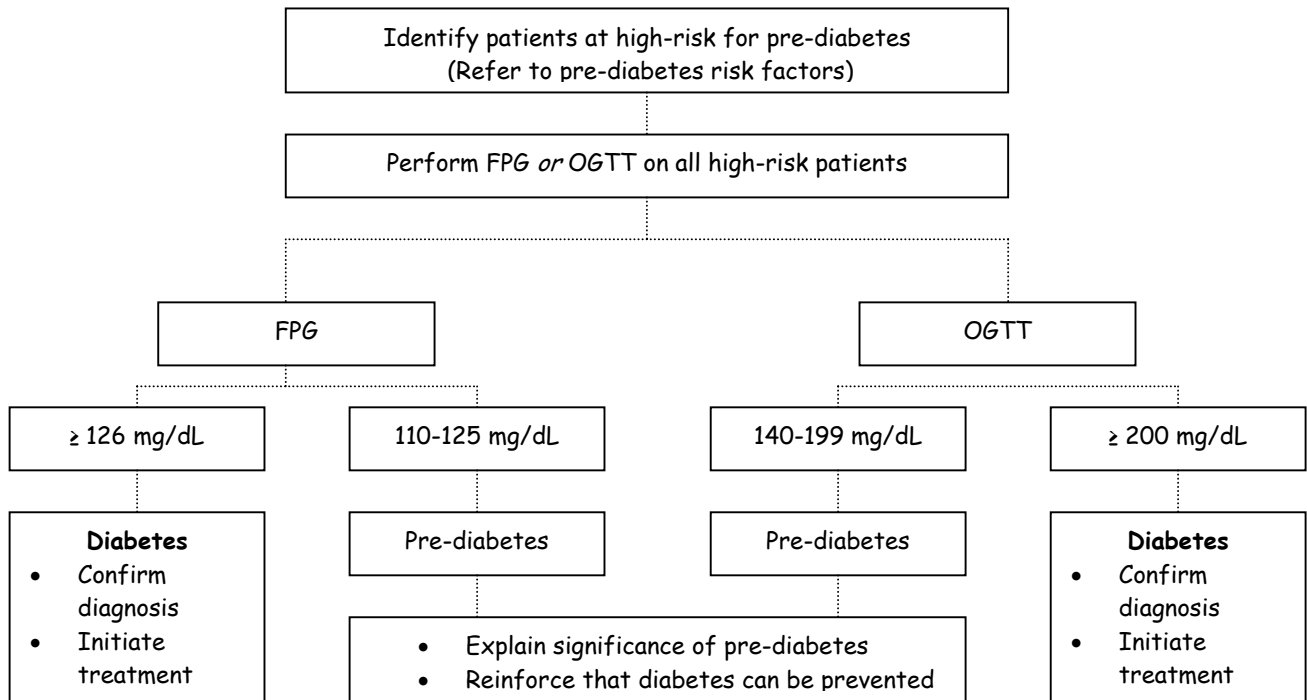 Identify patients at high-risk for pre-diabetes
(Refer to pre-diabetes risk factors)
Perform FPG or OGTT on all high-risk patients
FPG
OGTT
≥ 126 mg/dL
110-125 mg/dL
140-199 mg/dL
≥ 200 mg/dL
Diabetes
• Confirm
diagnosis
• Initiate
treatment
Pre-diabetes
Pre-diabetes
Diabetes
• Confirm
diagnosis
• Initiate
treatment
• Explain significance of pre-diabetes
• Reinforce that diabetes can be prevented